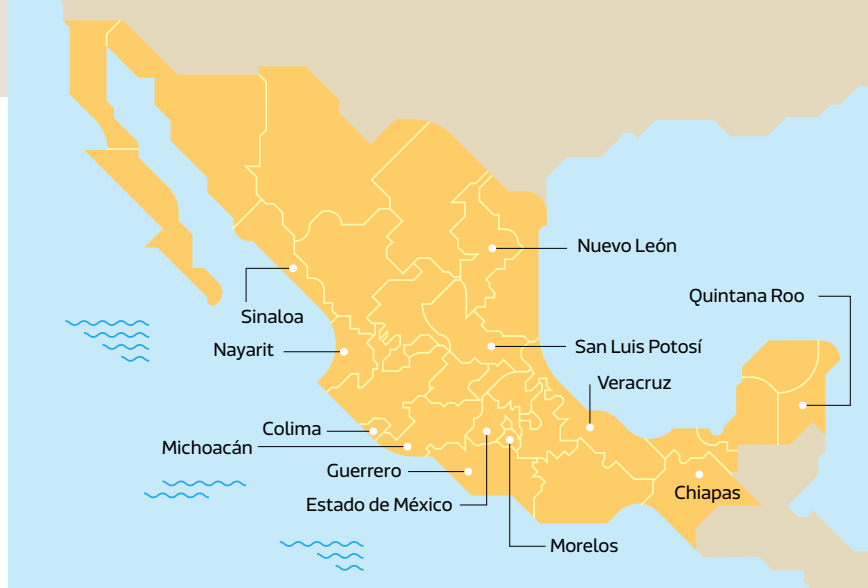 Nuevo León
Quintana Roo
Sinaloa
Nayarit
San Luis Potosí
Veracruz
Colima
Michoacán
Guerrero
Chiapas
Estado de México
Morelos